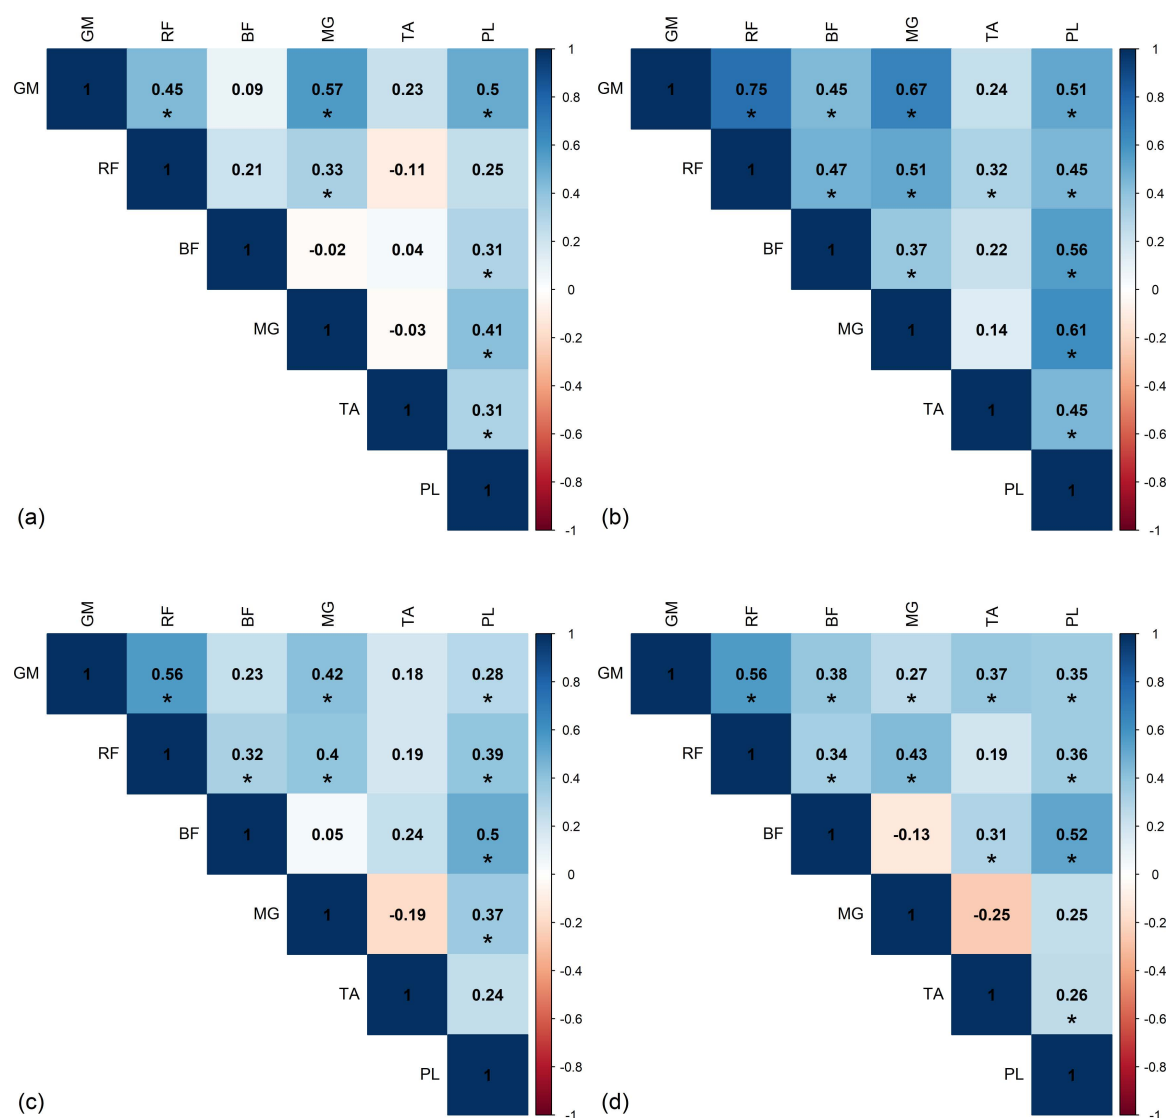 GM RF BF MG TA PL
GM 1 0.45 0.09 0.57 0.23 0.5
* * *
RF 1 0.21 0.33 -0.11 0.25
*
BF 1 -0.02 0.04 0.31
*
MG 1 -0.03 0.41
*
TA 1 0.31
*
PL 1
1
0.8
0.6
0.4
0.2
0
-0.2
-0.4
-0.6
-0.8
-1
(a)
GM RF BF MG TA PL
GM 1 0.75 0.45 0.67 0.24 0.51
* * * *
RF 1 0.47 0.51 0.32 0.45
* * * *
BF 1 0.37 0.22 0.56
* *
MG 1 0.14 0.61
*
TA 1 0.45
*
PL 1
1
0.8
0.6
0.4
0.2
0
-0.2
-0.4
-0.6
-0.8
-1
(b)
GM RF BF MG TA PL
GM 1 0.56 0.23 0.42 0.18 0.28
* * *
RF 1 0.32 0.4 0.19 0.39
* * *
BF 1 0.05 0.24 0.5
*
MG 1 -0.19 0.37
*
TA 1 0.24
PL 1
1
0.8
0.6
0.4
0.2
0
-0.2
-0.4
-0.6
-0.8
-1
(c)
GM RF BF MG TA PL
GM 1 0.56 0.38 0.27 0.37 0.35
* * * * *
RF 1 0.34 0.43 0.19 0.36
* * *
BF 1 -0.13 0.31 0.52
* *
MG 1 -0.25 0.25
TA 1 0.26
*
PL 1
1
0.8
0.6
0.4
0.2
0
-0.2
-0.4
-0.6
-0.8
-1
(d)